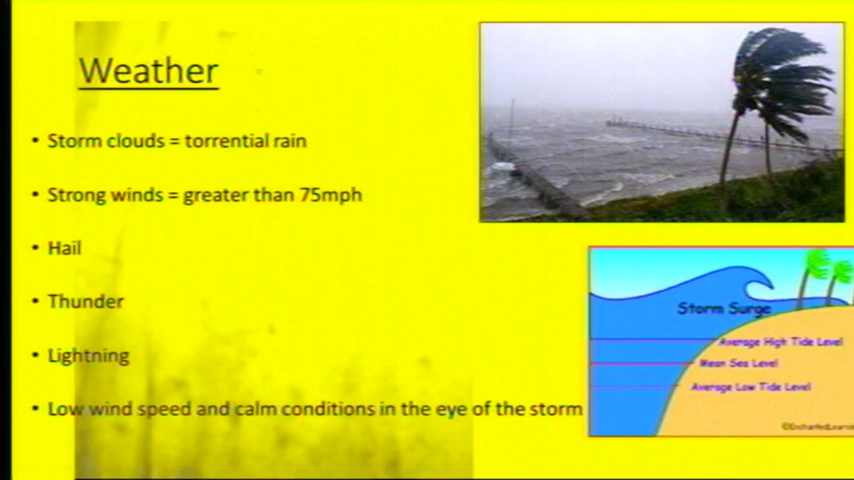 Weather
• Storm clouds = torrential rain
• Strong winds = greater than 75mph
• Hail
• Thunder
• Lightning
• Low wind speed and calm conditions in the eye of the storm
Storm Surge
Average High Tide Level
Mean Sea Level
Average Low Tide Level